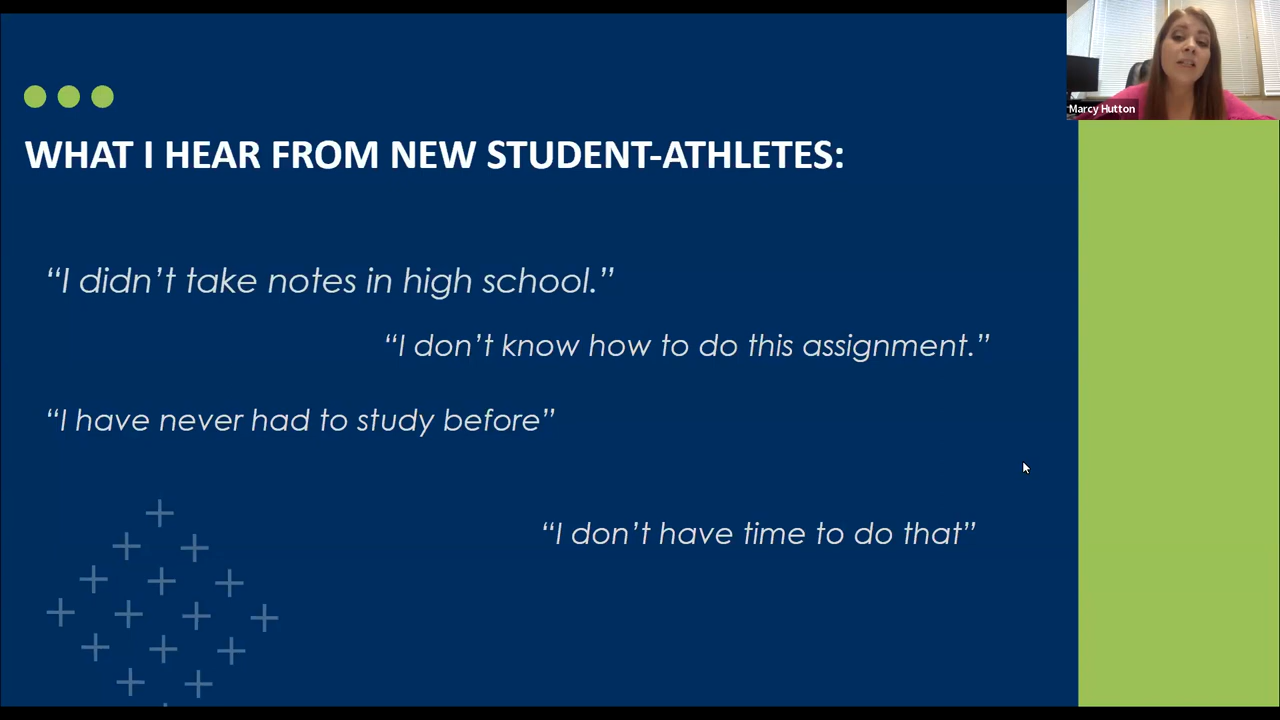 Marcy Hutton
WHAT I HEAR FROM NEW STUDENT-ATHLETES:
“I didn’t take notes in high school.”
“I don’t know how to do this assignment.”
“I have never had to study before”
“I don’t have time to do that”